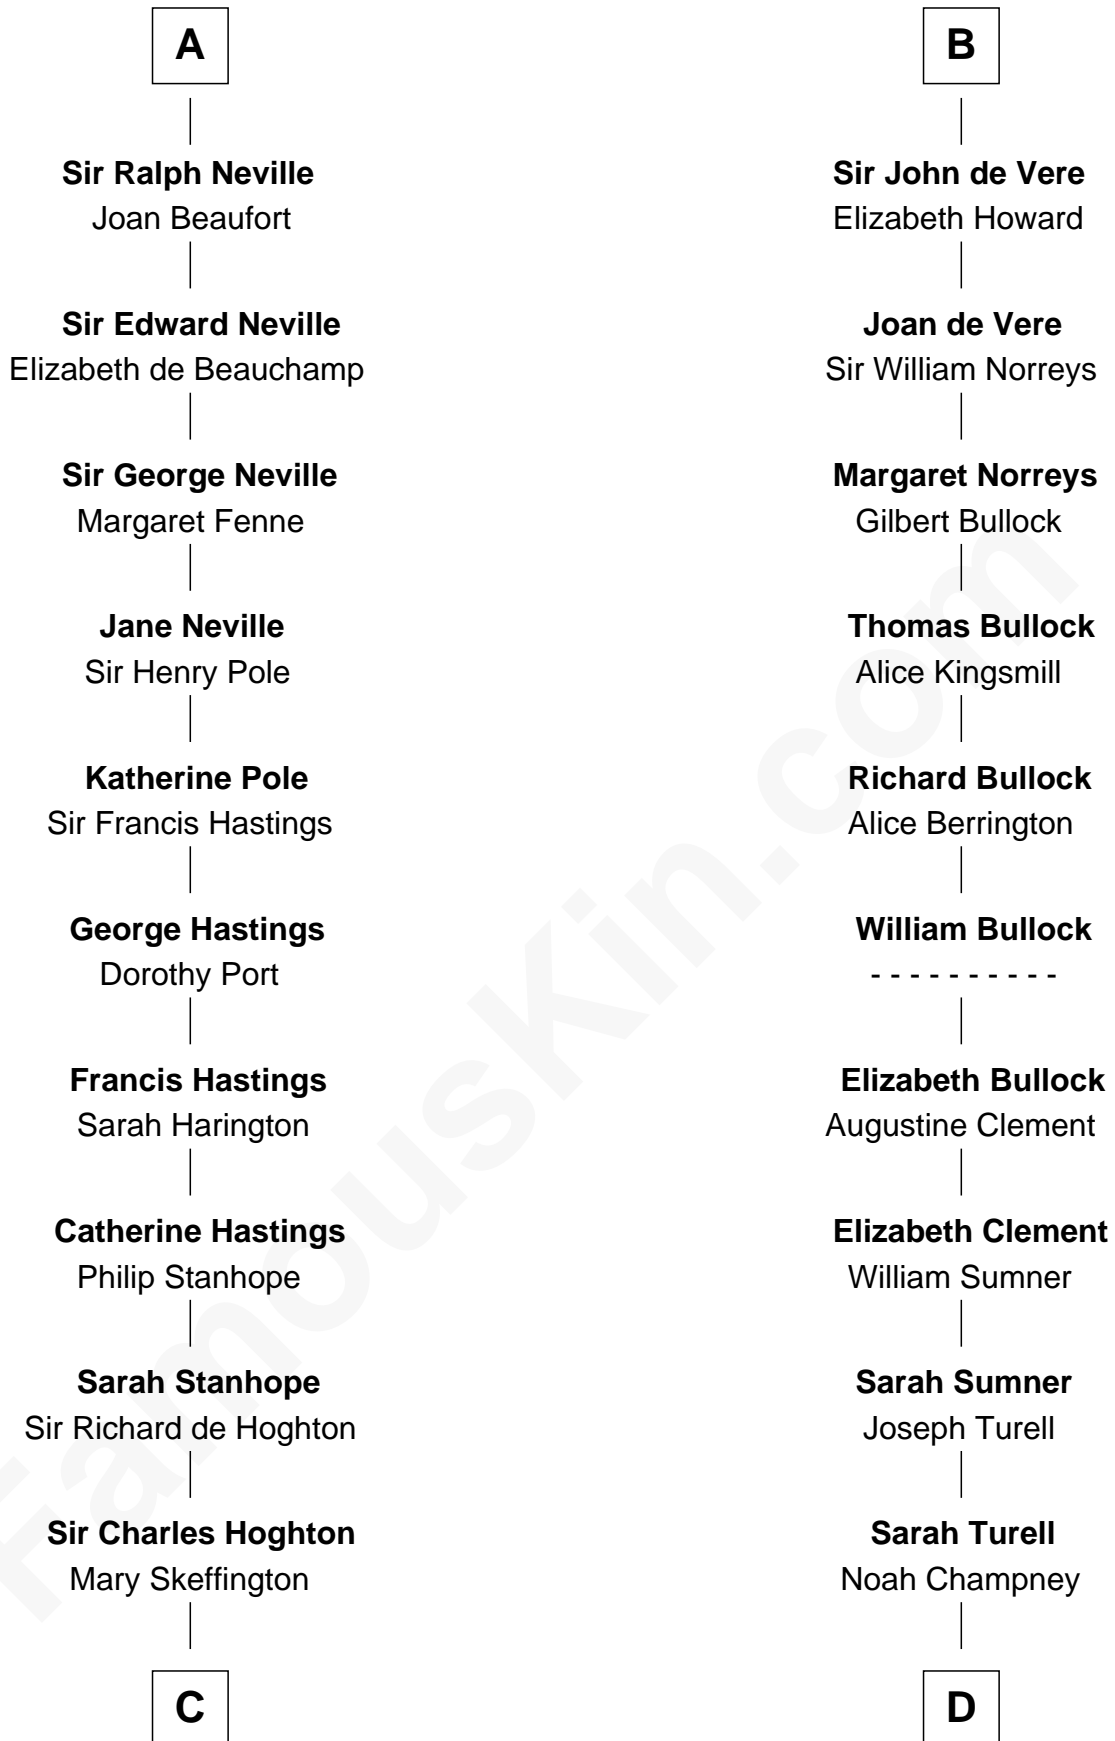 A
Sir Ralph Neville
Joan Beaufort
Sir Edward Neville
Elizabeth de Beauchamp
Sir George Neville
Margaret Fenne
Jane Neville
Sir Henry Pole
Katherine Pole
Sir Francis Hastings
George Hastings
Dorothy Port
Francis Hastings
Sarah Harington
Catherine Hastings
Philip Stanhope
Sarah Stanhope
Sir Richard de Hoghton
Sir Charles Hoghton
Mary Skeffington
C
B
Sir John de Vere
Elizabeth Howard
Joan de Vere
Sir William Norreys
Margaret Norreys
Gilbert Bullock
Thomas Bullock
Alice Kingsmill
Richard Bullock
Alice Berrington
William Bullock
- - - - - - - - - -
Elizabeth Bullock
Augustine Clement
Elizabeth Clement
William Sumner
Sarah Sumner
Joseph Turell
Sarah Turell
Noah Champney
D
FamousKin.com